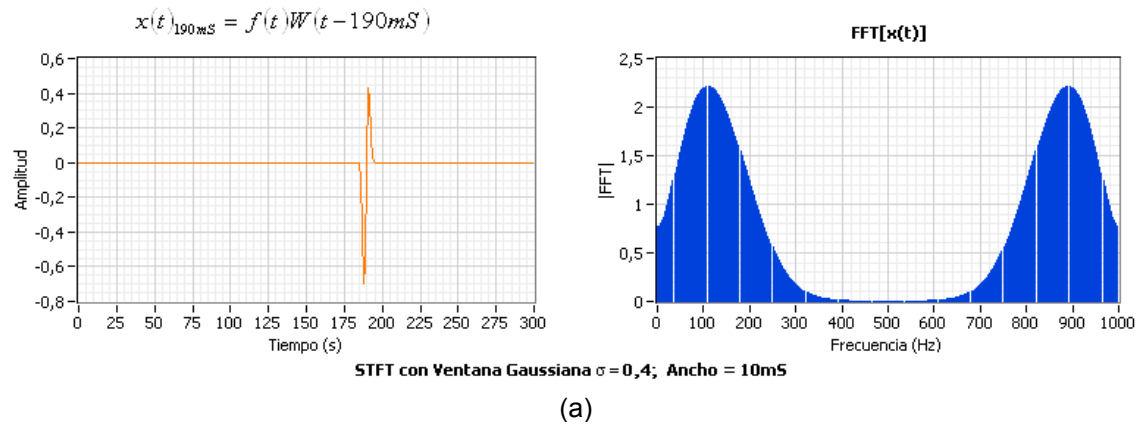 x(t)₁₉₀ₘS = f(t)W(t−190mS)
FFT[x(t)]
Amplitud
0,6
0,4
0,2
0
-0,2
-0,4
-0,6
-0,8
0 25 50 75 100 125 150 175 200 225 250 275 300
Tiempo (s)
|FFT|
2,5
2
1,5
1
0,5
0
0 100 200 300 400 500 600 700 800 900 1000
Frecuencia (Hz)
STFT con Ventana Gaussiana σ=0,4; Ancho = 10mS
(a)